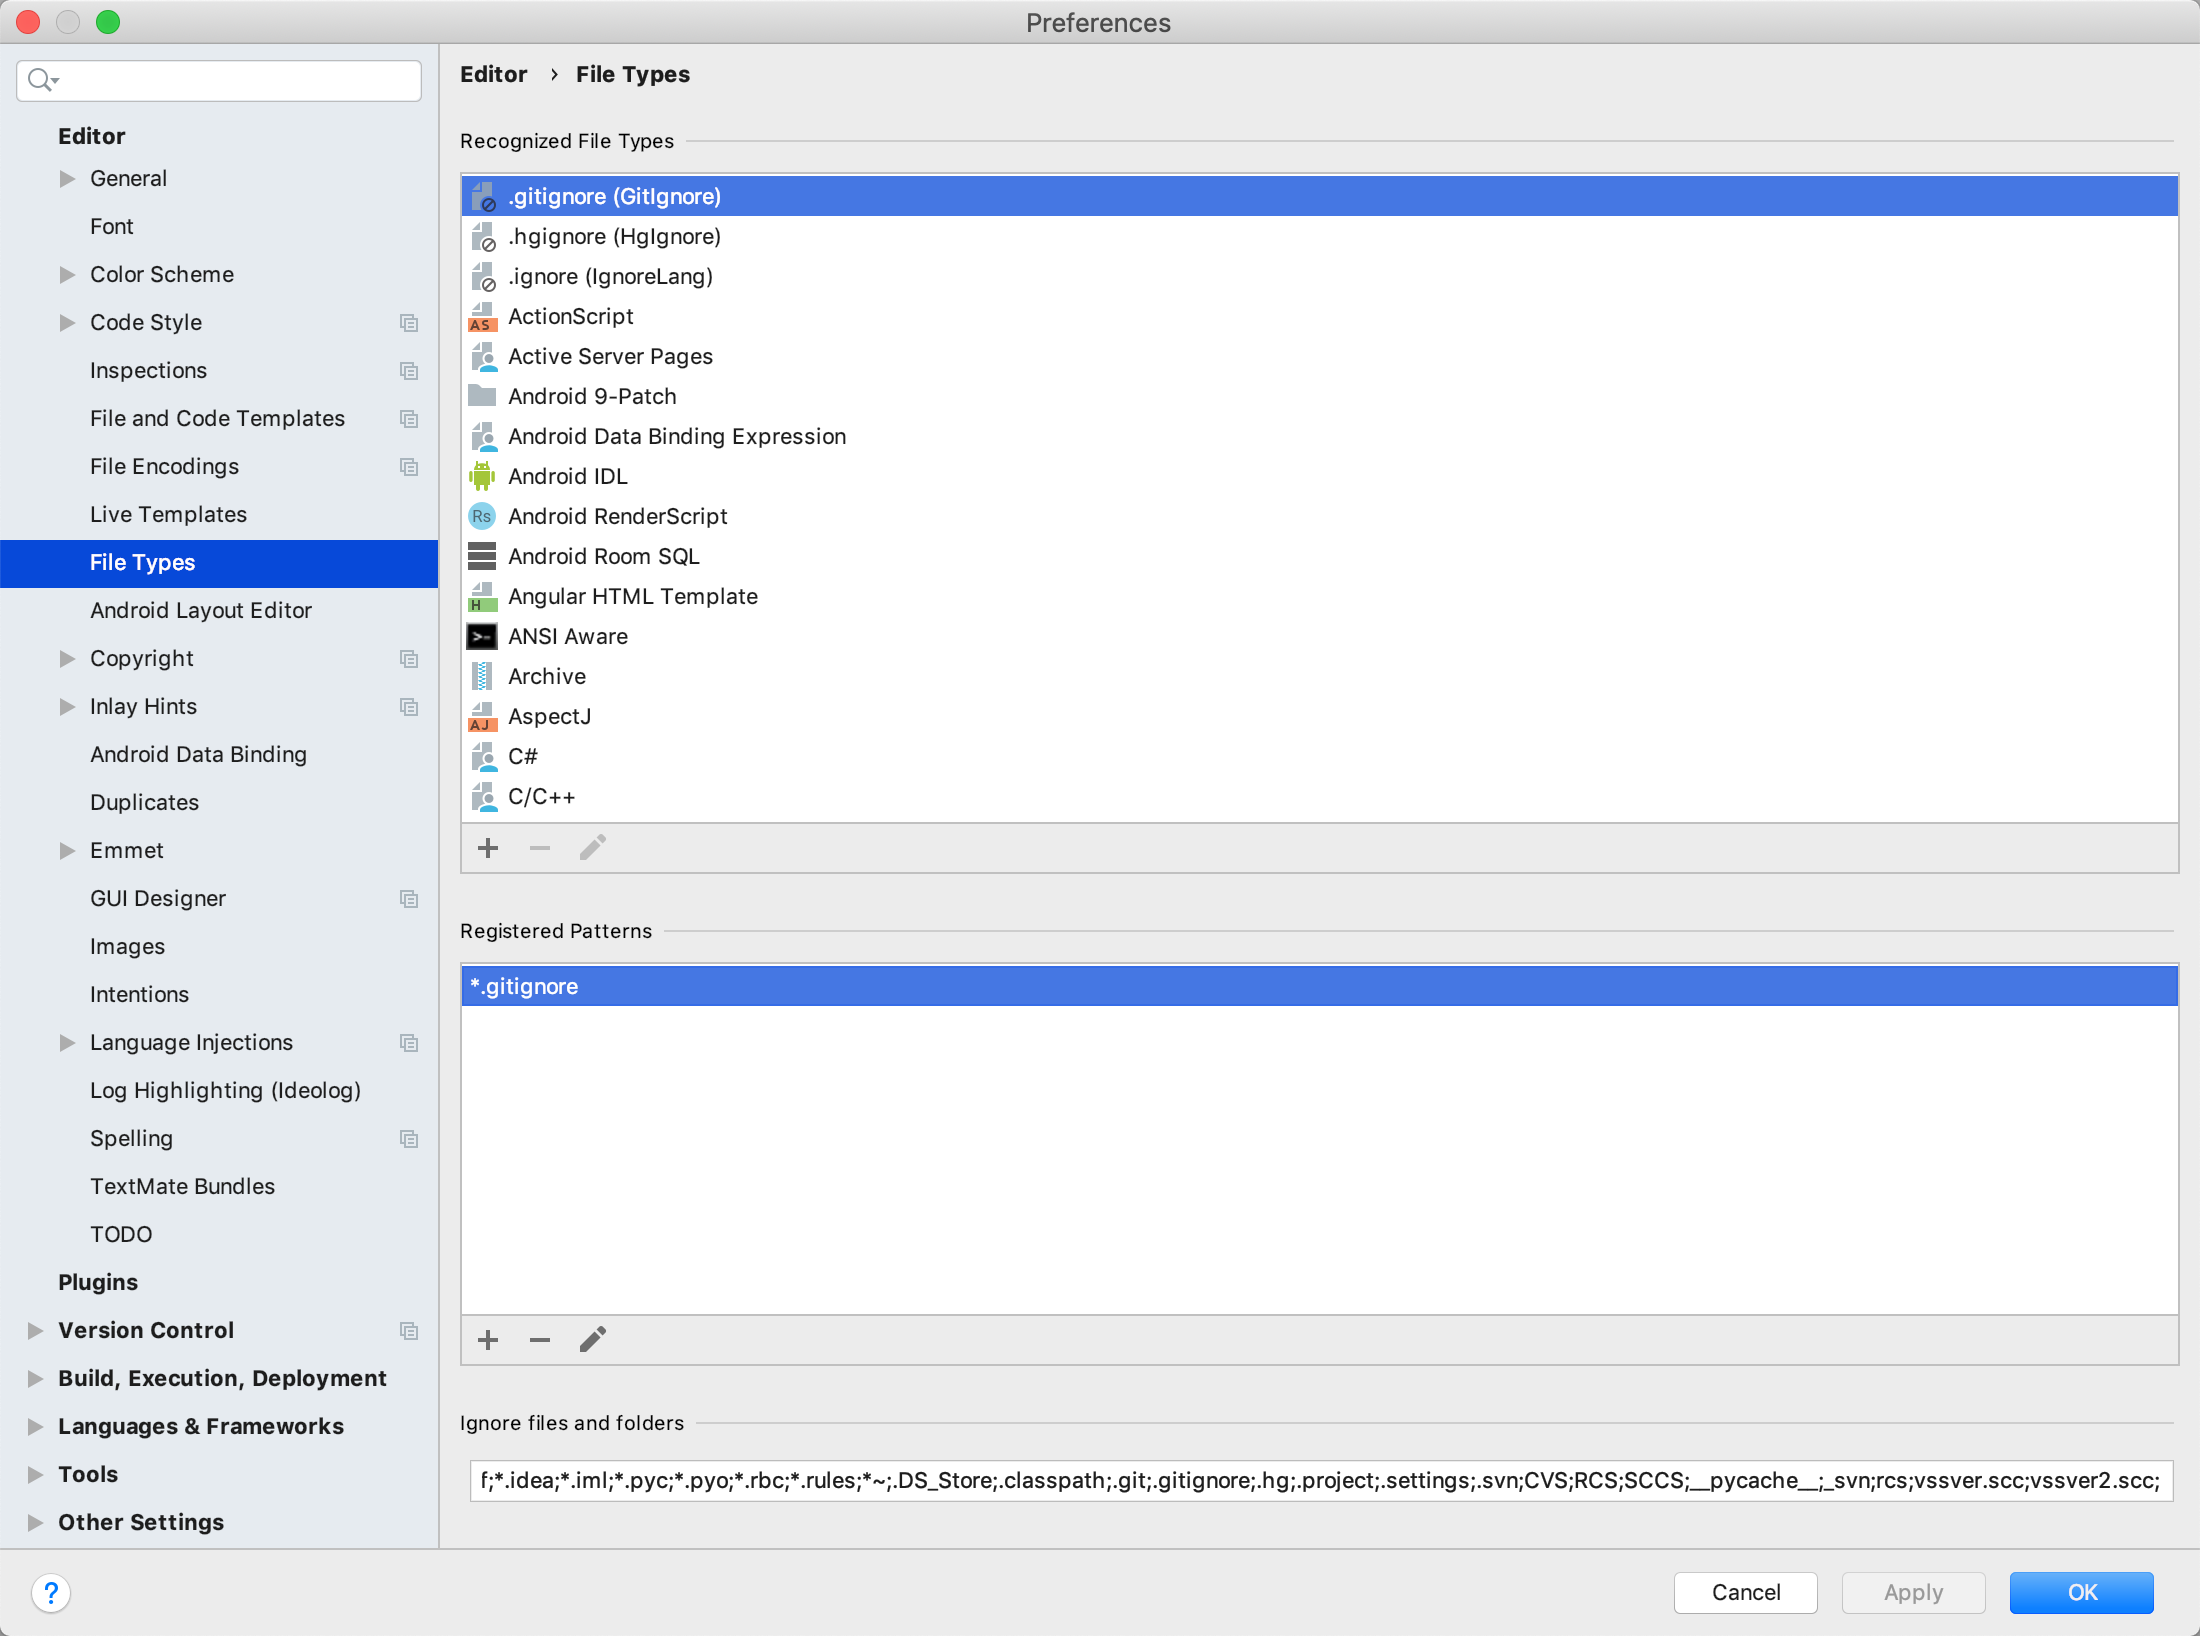 Preferences
Editor
General
Font
Color Scheme
Code Style
Inspections
File and Code Templates
File Encodings
Live Templates
File Types
Android Layout Editor
Copyright
Inlay Hints
Android Data Binding
Duplicates
Emmet
GUI Designer
Images
Intentions
Language Injections
Log Highlighting (Ideolog)
Spelling
TextMate Bundles
TODO
Plugins
Version Control
Build, Execution, Deployment
Languages & Frameworks
Tools
Other Settings
Editor › File Types
Recognized File Types
.gitignore (GitIgnore)
.hgignore (HgIgnore)
.ignore (IgnoreLang)
AS ActionScript
Active Server Pages
Android 9-Patch
Android Data Binding Expression
Android IDL
Rs Android RenderScript
Android Room SQL
H Angular HTML Template
>- ANSI Aware
Archive
AJ AspectJ
C#
C/C++
Registered Patterns
*.gitignore
Ignore files and folders
f;*.idea;*.iml;*.pyc;*.pyo;*.rbc;*.rules;*~;.DS_Store;.classpath;.git;.gitignore;.hg;.project;.settings;.svn;CVS;RCS;SCCS;__pycache__;_svn;rcs;vssver.scc;vssver2.scc;
?
Cancel
Apply
OK